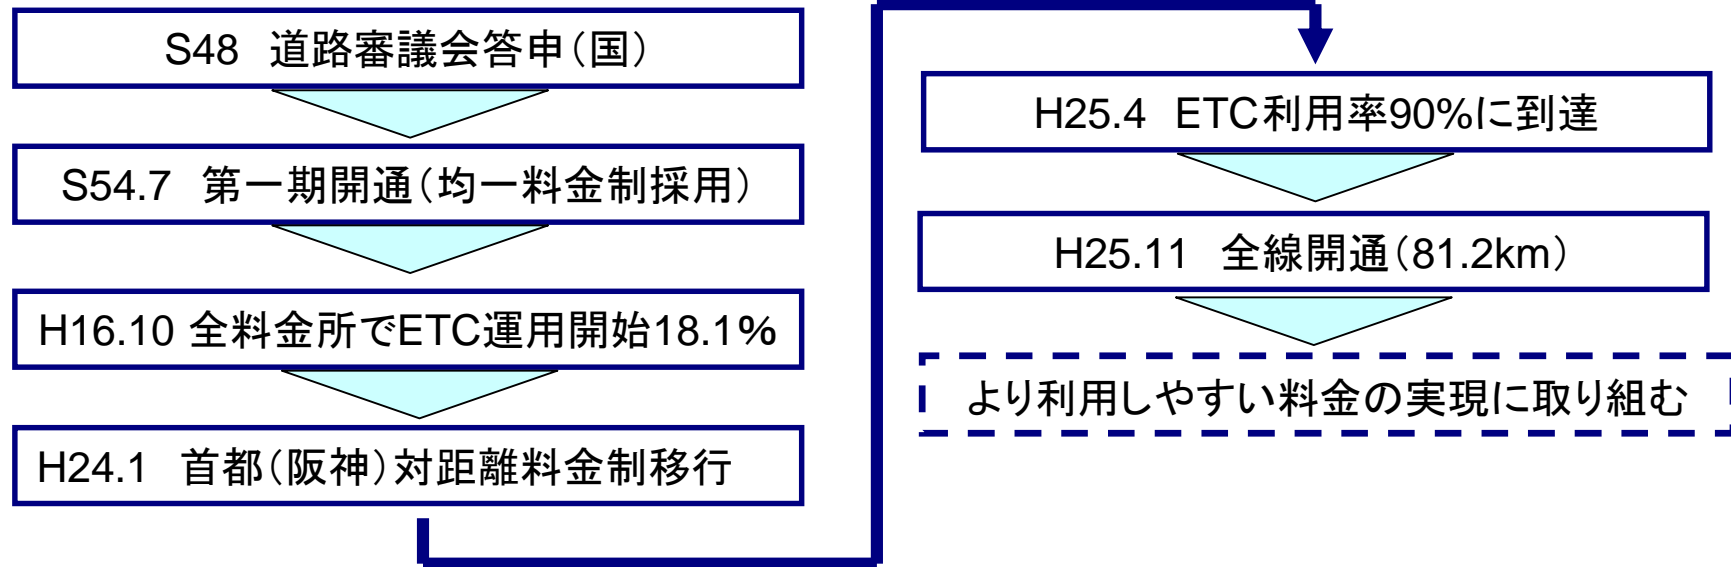 S48 道路審議会答申（国）
S54.7 第一期開通（均一料金制採用）
H16.10 全料金所でETC運用開始18.1%
H24.1 首都（阪神）対距離料金制移行
H25.4 ETC利用率90%に到達
H25.11 全線開通（81.2km）
より利用しやすい料金の実現に取り組む